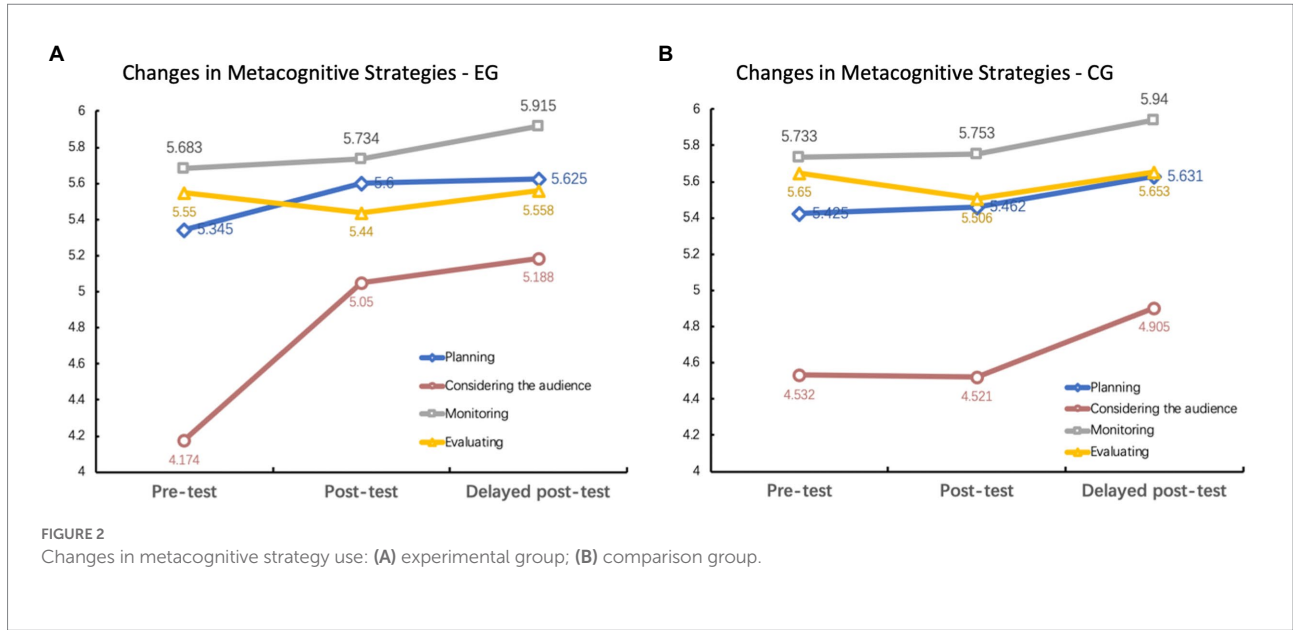 A
Changes in Metacognitive Strategies - EG
6
5.8
5.6
5.4
5.2
5
4.8
4.6
4.4
4.2
4
5.683
5.734
5.915
5.345
5.6
5.625
5.55
5.44
5.558
4.174
5.05
5.188
Planning
Considering the audience
Monitoring
Evaluating
Pre-test Post-test Delayed post-test
B
Changes in Metacognitive Strategies - CG
6
5.8
5.6
5.4
5.2
5
4.8
4.6
4.4
4.2
4
5.733
5.753
5.94
5.65
5.506
5.653
5.425
5.462
5.631
4.532
4.521
4.905
Planning
Considering the audience
Monitoring
Evaluating
Pre-test Post-test Delayed post-test
FIGURE 2
Changes in metacognitive strategy use: (A) experimental group; (B) comparison group.